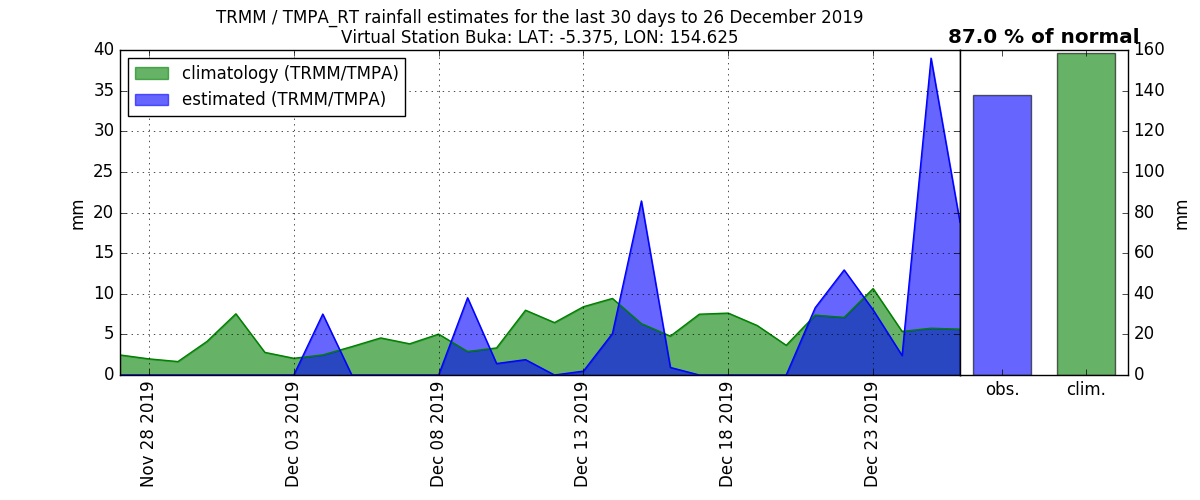 TRMM / TMPA_RT rainfall estimates for the last 30 days to 26 December 2019
Virtual Station Buka: LAT: -5.375, LON: 154.625
87.0 % of normal
climatology (TRMM/TMPA)
estimated (TRMM/TMPA)
mm
40
35
30
25
20
15
10
5
0
Nov 28 2019
Dec 03 2019
Dec 08 2019
Dec 13 2019
Dec 18 2019
Dec 23 2019
obs.
clim.
160
140
120
100
80
60
40
20
0
mm